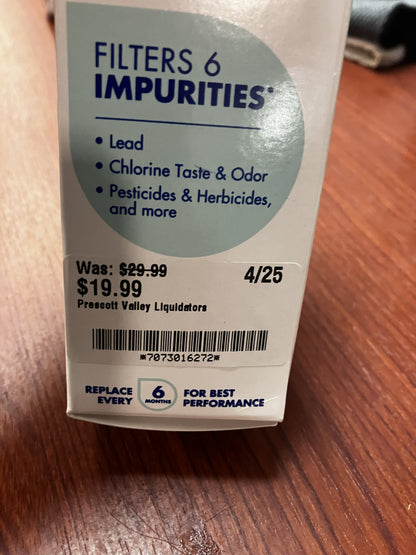 FILTERS 6
IMPURITIES*
• Lead
• Chlorine Taste & Odor
• Pesticides & Herbicides,
and more
Was: $29.99 4/25
$19.99
Prescott Valley Liquidators
*7073016272*
REPLACE EVERY 6 MONTHS FOR BEST PERFORMANCE